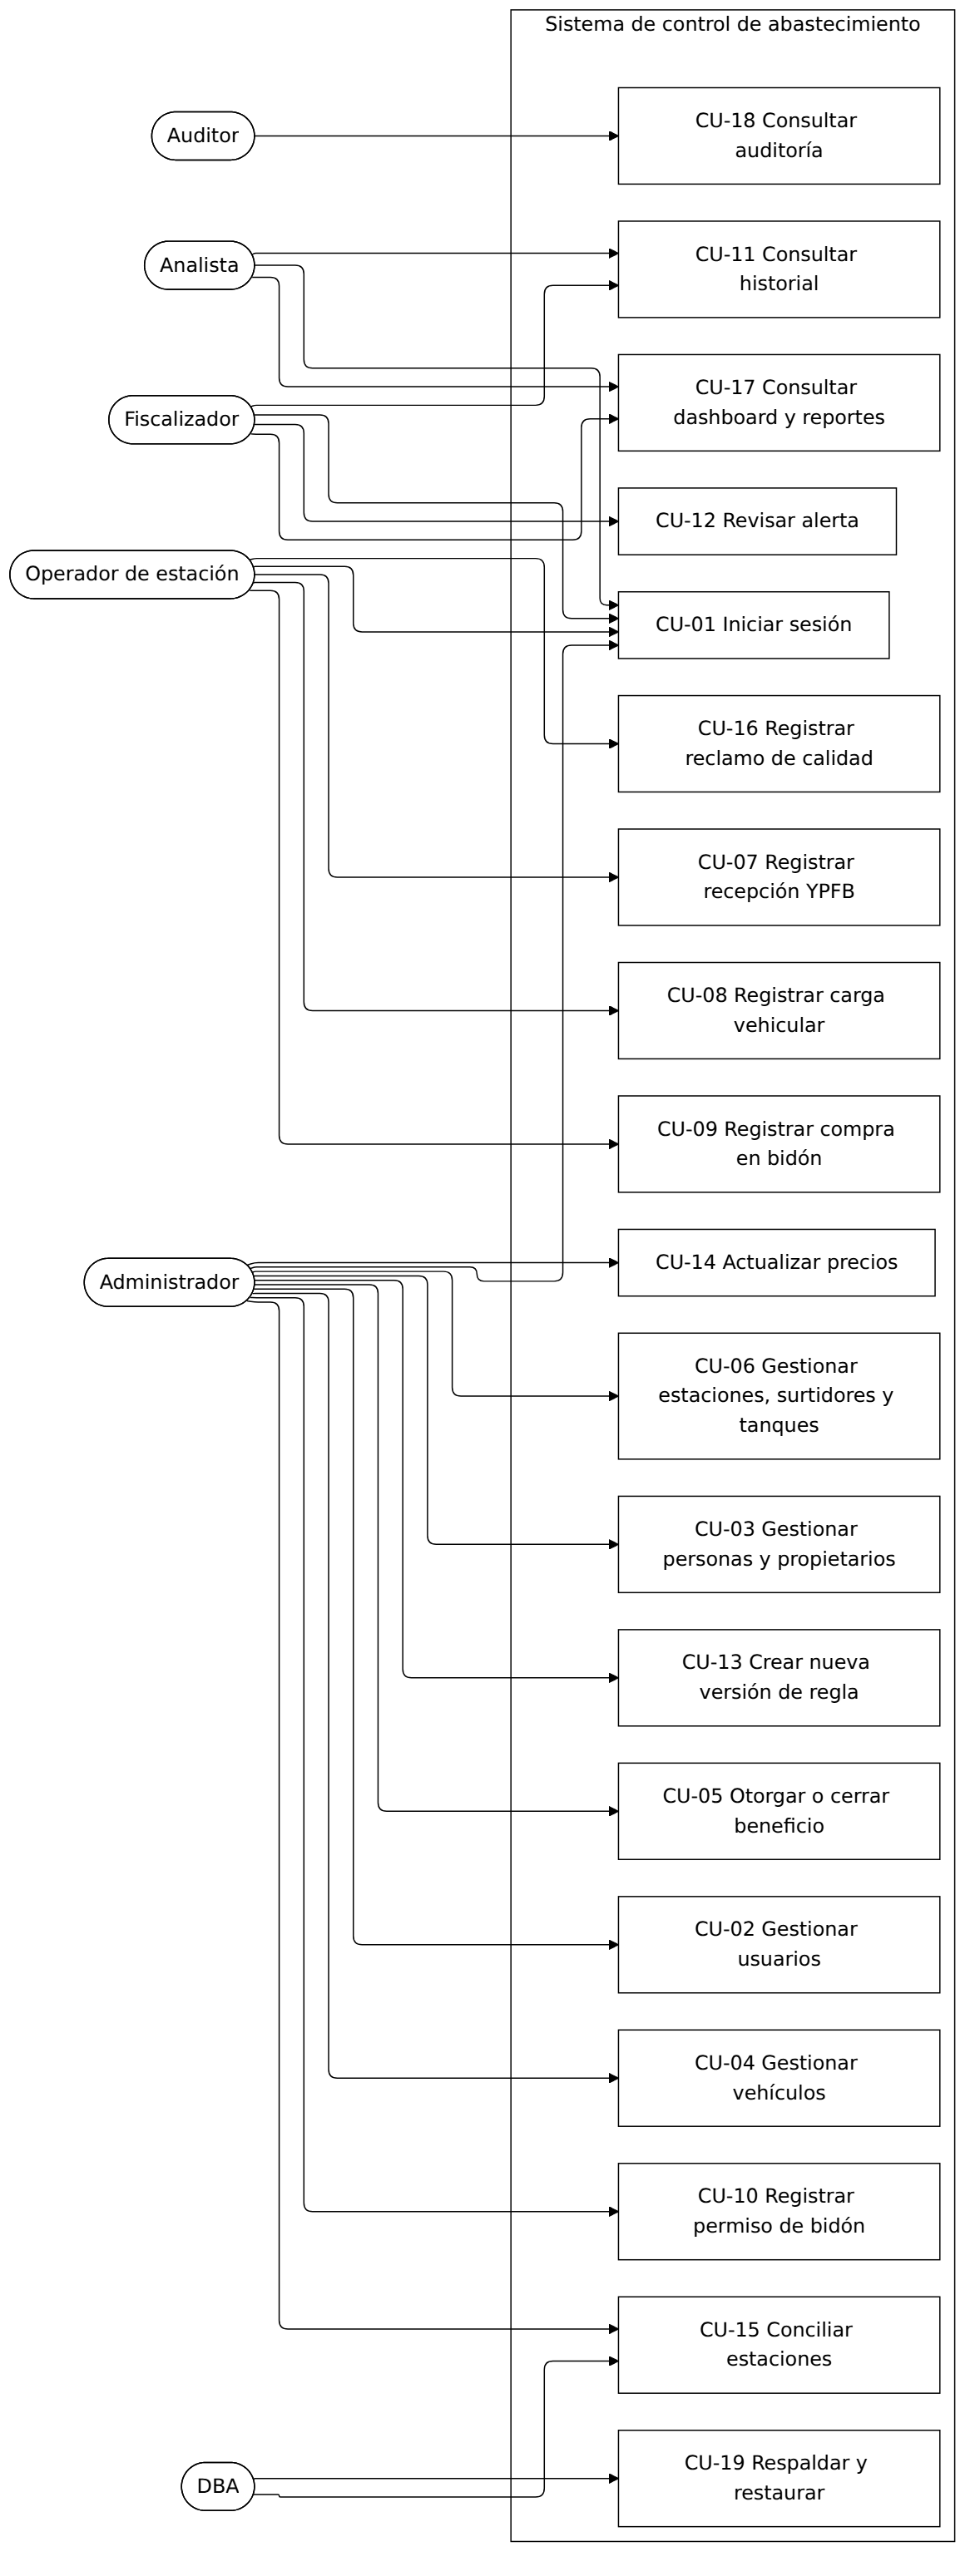 Sistema de control de abastecimiento
Auditor
CU-18 Consultar
auditoría
Analista
CU-11 Consultar
historial
CU-17 Consultar
dashboard y reportes
Fiscalizador
CU-12 Revisar alerta
Operador de estación
CU-01 Iniciar sesión
CU-16 Registrar
reclamo de calidad
CU-07 Registrar
recepción YPFB
CU-08 Registrar carga
vehicular
CU-09 Registrar compra
en bidón
Administrador
CU-14 Actualizar precios
CU-06 Gestionar
estaciones, surtidores y
tanques
CU-03 Gestionar
personas y propietarios
CU-13 Crear nueva
versión de regla
CU-05 Otorgar o cerrar
beneficio
CU-02 Gestionar
usuarios
CU-04 Gestionar
vehículos
CU-10 Registrar
permiso de bidón
CU-15 Conciliar
estaciones
DBA
CU-19 Respaldar y
restaurar